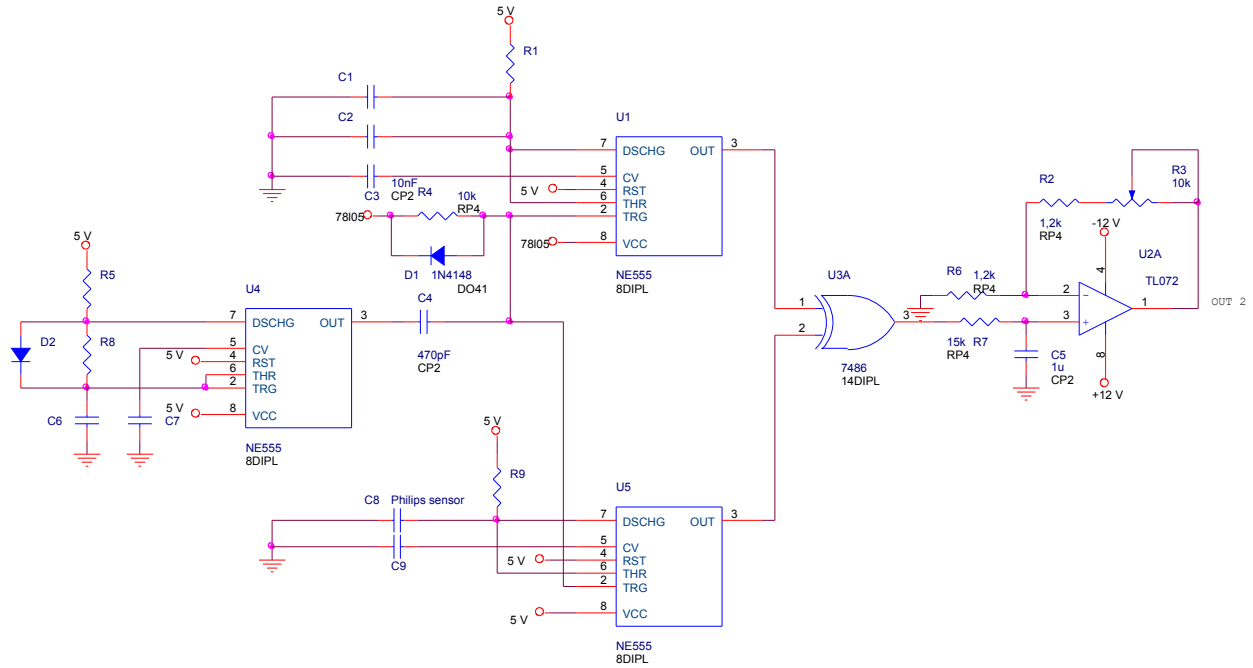 5 V
R1
C1
C2
C3
10nF
CP2
R4
10k
RP4
78l05
D1
1N4148
DO41
U1
7
DSCHG
OUT
3
5
CV
4
RST
5 V
6
THR
2
TRG
8
VCC
78l05
NE555
8DIPL
5 V
R5
D2
R8
C6
C7
U4
7
DSCHG
OUT
3
5
CV
4
RST
5 V
6
THR
2
TRG
8
VCC
5 V
NE555
8DIPL
C4
470pF
CP2
5 V
R9
C8
Philips sensor
C9
U5
7
DSCHG
OUT
3
5
CV
4
RST
5 V
6
THR
2
TRG
8
VCC
5 V
NE555
8DIPL
U3A
1
2
3
7486
14DIPL
R2
1,2k
RP4
R3
10k
-12 V
R6
1,2k
RP4
15k
R7
RP4
C5
1u
CP2
U2A
TL072
4
2
3
1
8
+12 V
OUT 2